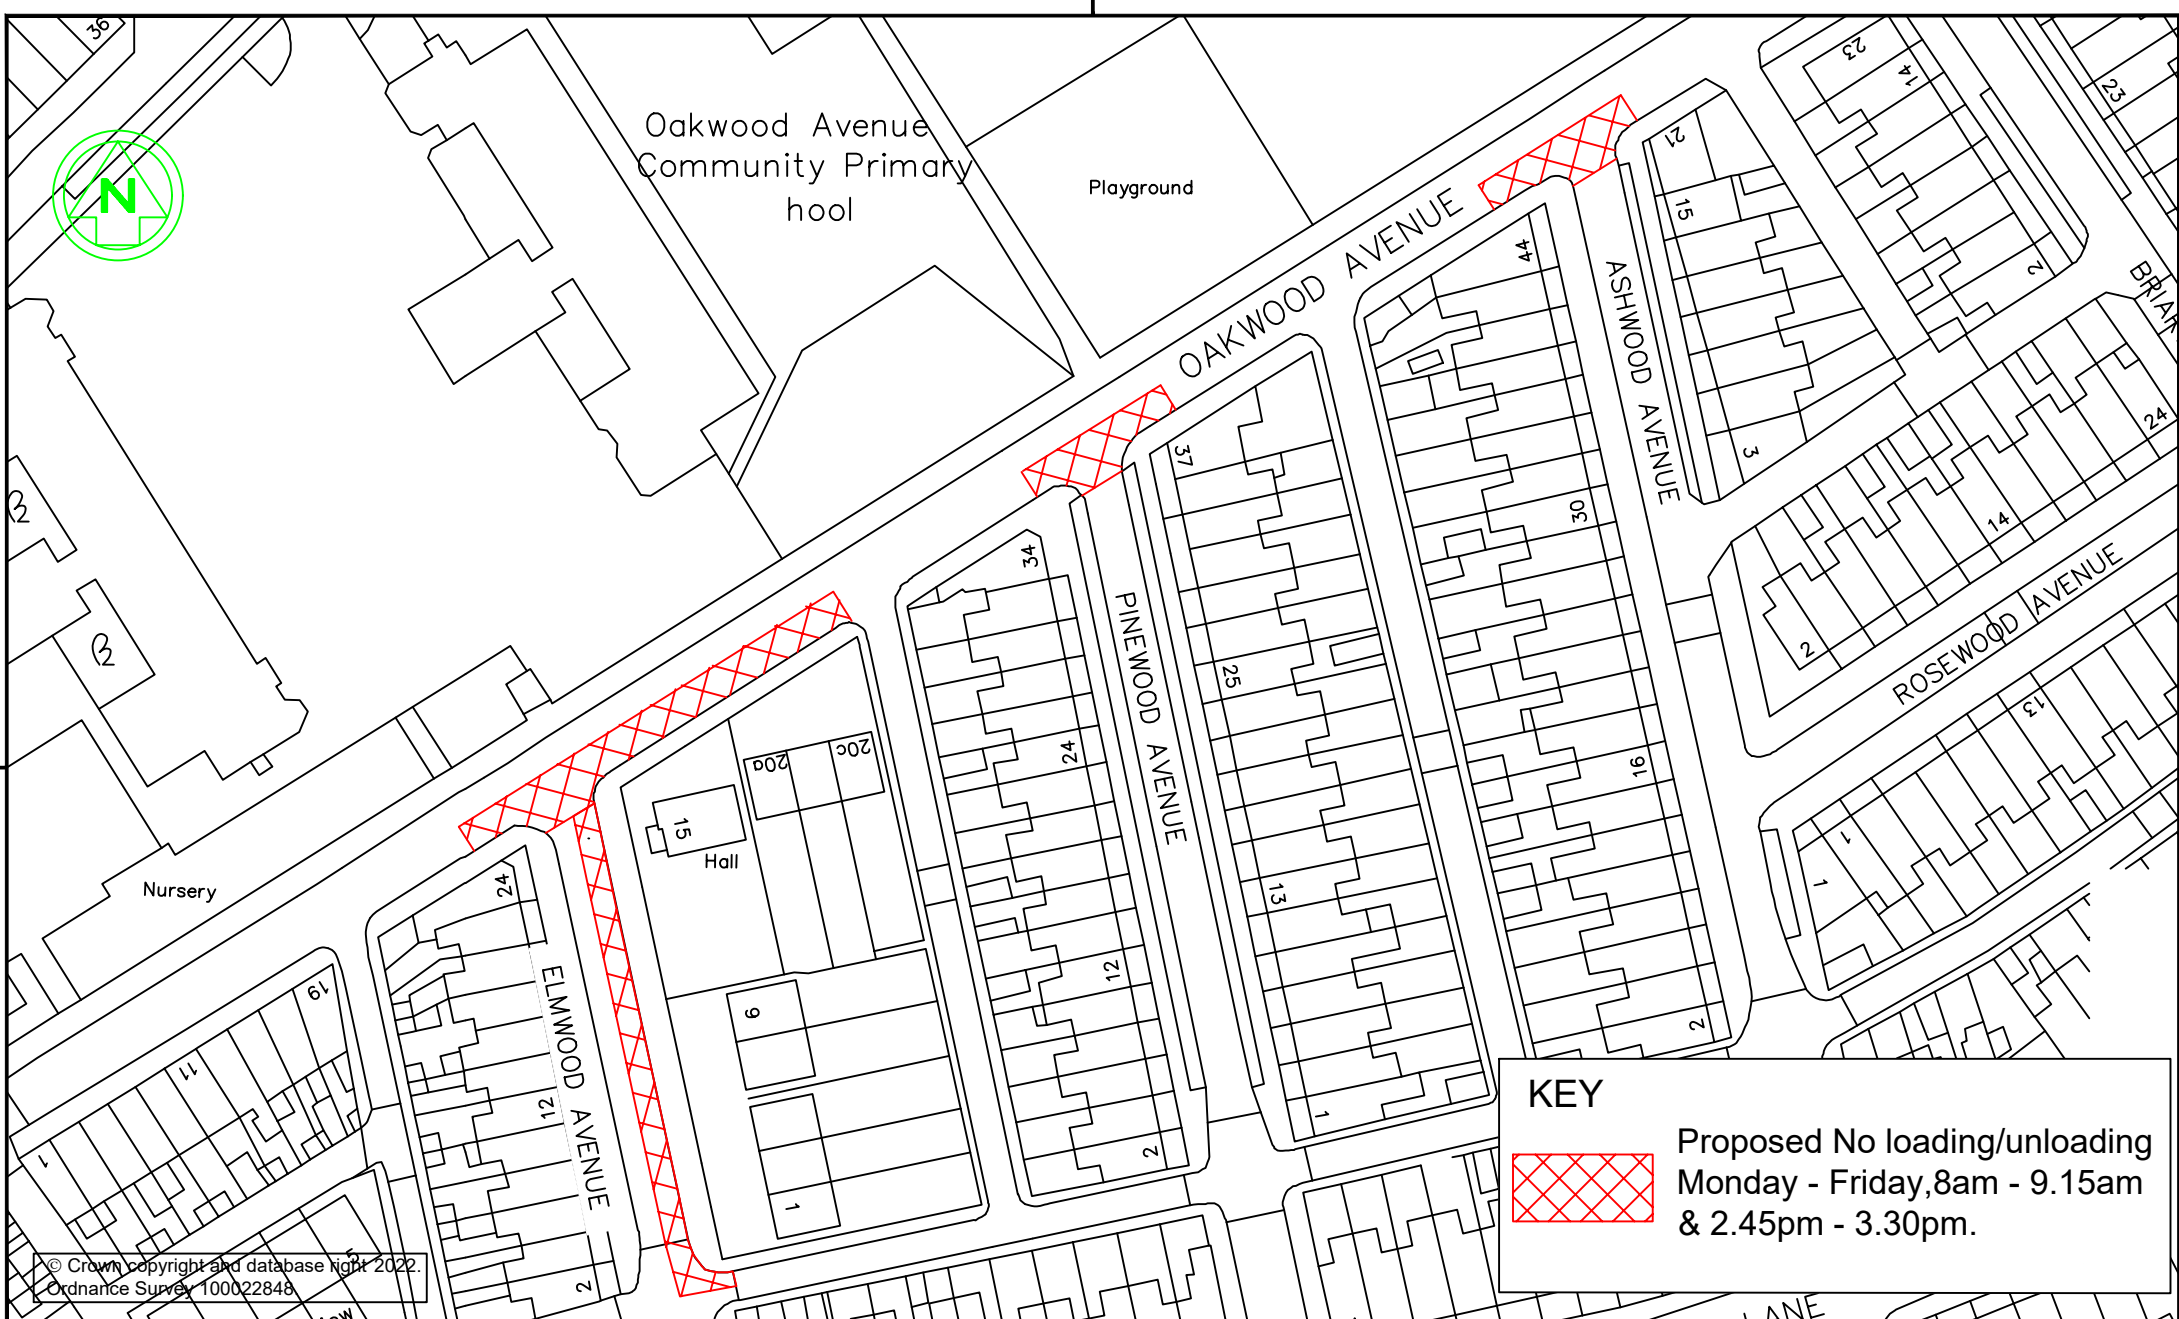 36
N
Oakwood Avenue
Community Primary
hool
Playground
23
14
23
21
15
2
44
OAKWOOD AVENUE
ASHWOOD AVENUE
37
3
24
14
30
34
PINEWOOD AVENUE
2
ROSEWOOD AVENUE
25
13
24
20a
20c
16
15
Hall
1
1
Nursery
24
13
12
19
ELMWOOD AVENUE
6
2
11
12
1
2
1
1
5
2
KEY
Proposed No loading/unloading
Monday - Friday,8am - 9.15am
& 2.45pm - 3.30pm.
© Crown copyright and database right 2022.
Ordnance Survey 100022848
LANE